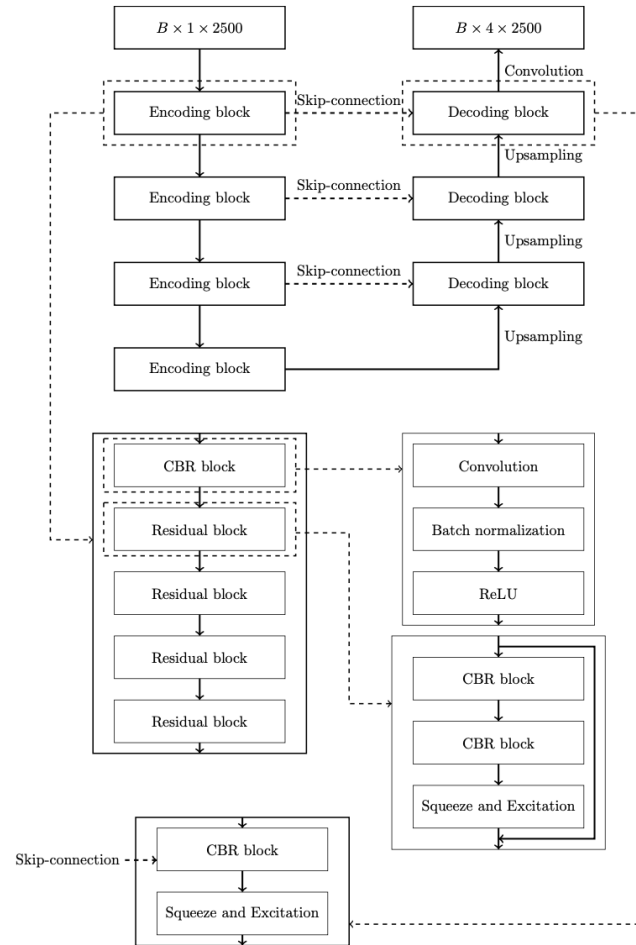 B × 1 × 2500
B × 4 × 2500
Convolution
Encoding block
Skip-connection
Decoding block
Upsampling
Encoding block
Skip-connection
Decoding block
Upsampling
Encoding block
Skip-connection
Decoding block
Upsampling
Encoding block
CBR block
Residual block
Residual block
Residual block
Residual block
Convolution
Batch normalization
ReLU
CBR block
CBR block
Squeeze and Excitation
Skip-connection
CBR block
Squeeze and Excitation